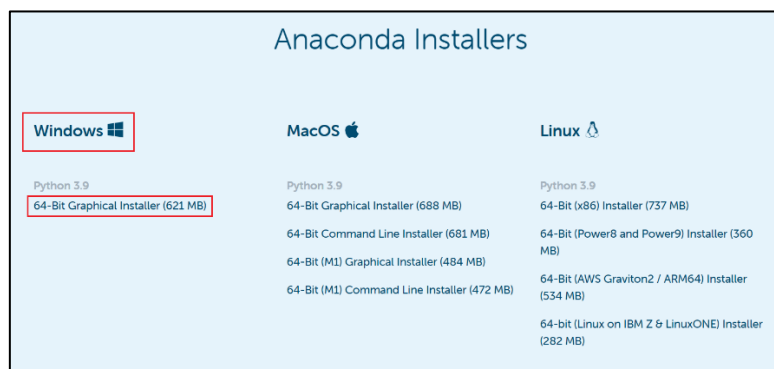 Anaconda Installers
Windows
Python 3.9
64-Bit Graphical Installer (621 MB)
MacOS
Python 3.9
64-Bit Graphical Installer (688 MB)
64-Bit Command Line Installer (681 MB)
64-Bit (M1) Graphical Installer (484 MB)
64-Bit (M1) Command Line Installer (472 MB)
Linux
Python 3.9
64-Bit (x86) Installer (737 MB)
64-Bit (Power8 and Power9) Installer (360
MB)
64-Bit (AWS Graviton2 / ARM64) Installer
(534 MB)
64-bit (Linux on IBM Z & LinuxONE) Installer
(282 MB)